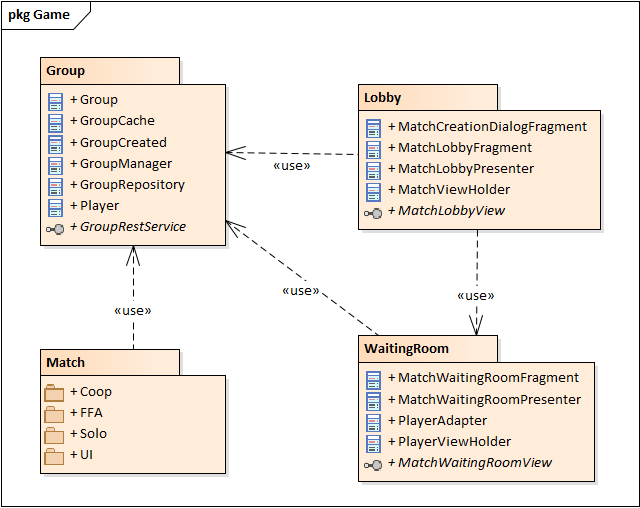 pkg Game
Group
+ Group
+ GroupCache
+ GroupCreated
+ GroupManager
+ GroupRepository
+ Player
+ GroupRestService
Lobby
+ MatchCreationDialogFragment
+ MatchLobbyFragment
+ MatchLobbyPresenter
+ MatchViewHolder
+ MatchLobbyView
«use»
«use»
«use»
«use»
Match
+ Coop
+ FFA
+ Solo
+ UI
WaitingRoom
+ MatchWaitingRoomFragment
+ MatchWaitingRoomPresenter
+ PlayerAdapter
+ PlayerViewHolder
+ MatchWaitingRoomView